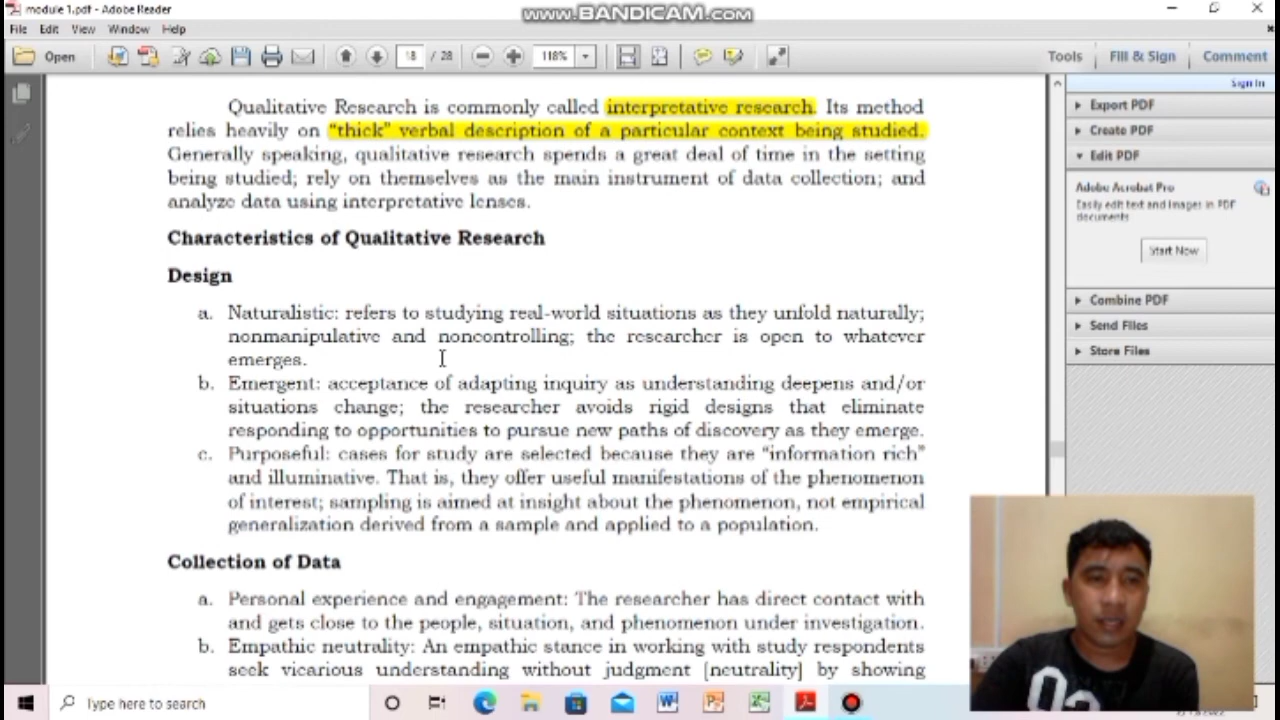 module 1.pdf - Adobe Reader
www.BANDICAM.com
File Edit View Window Help
Open 18 / 28 118% Tools Fill & Sign Comment
Sign In
Qualitative Research is commonly called interpretative research. Its method
relies heavily on “thick” verbal description of a particular context being studied.
Generally speaking, qualitative research spends a great deal of time in the setting
being studied; rely on themselves as the main instrument of data collection; and
analyze data using interpretative lenses.
Characteristics of Qualitative Research
Design
a. Naturalistic: refers to studying real-world situations as they unfold naturally;
nonmanipulative and noncontrolling; the researcher is open to whatever
emerges.
b. Emergent: acceptance of adapting inquiry as understanding deepens and/or
situations change; the researcher avoids rigid designs that eliminate
responding to opportunities to pursue new paths of discovery as they emerge.
c. Purposeful: cases for study are selected because they are “information rich”
and illuminative. That is, they offer useful manifestations of the phenomenon
of interest; sampling is aimed at insight about the phenomenon, not empirical
generalization derived from a sample and applied to a population.
Collection of Data
a. Personal experience and engagement: The researcher has direct contact with
and gets close to the people, situation, and phenomenon under investigation.
b. Empathic neutrality: An empathic stance in working with study respondents
seek vicarious understanding without judgment [neutrality] by showing
Export PDF
Create PDF
Edit PDF
Adobe Acrobat Pro
Easily edit text and images in PDF
documents
Start Now
Combine PDF
Send Files
Store Files
Type here to search